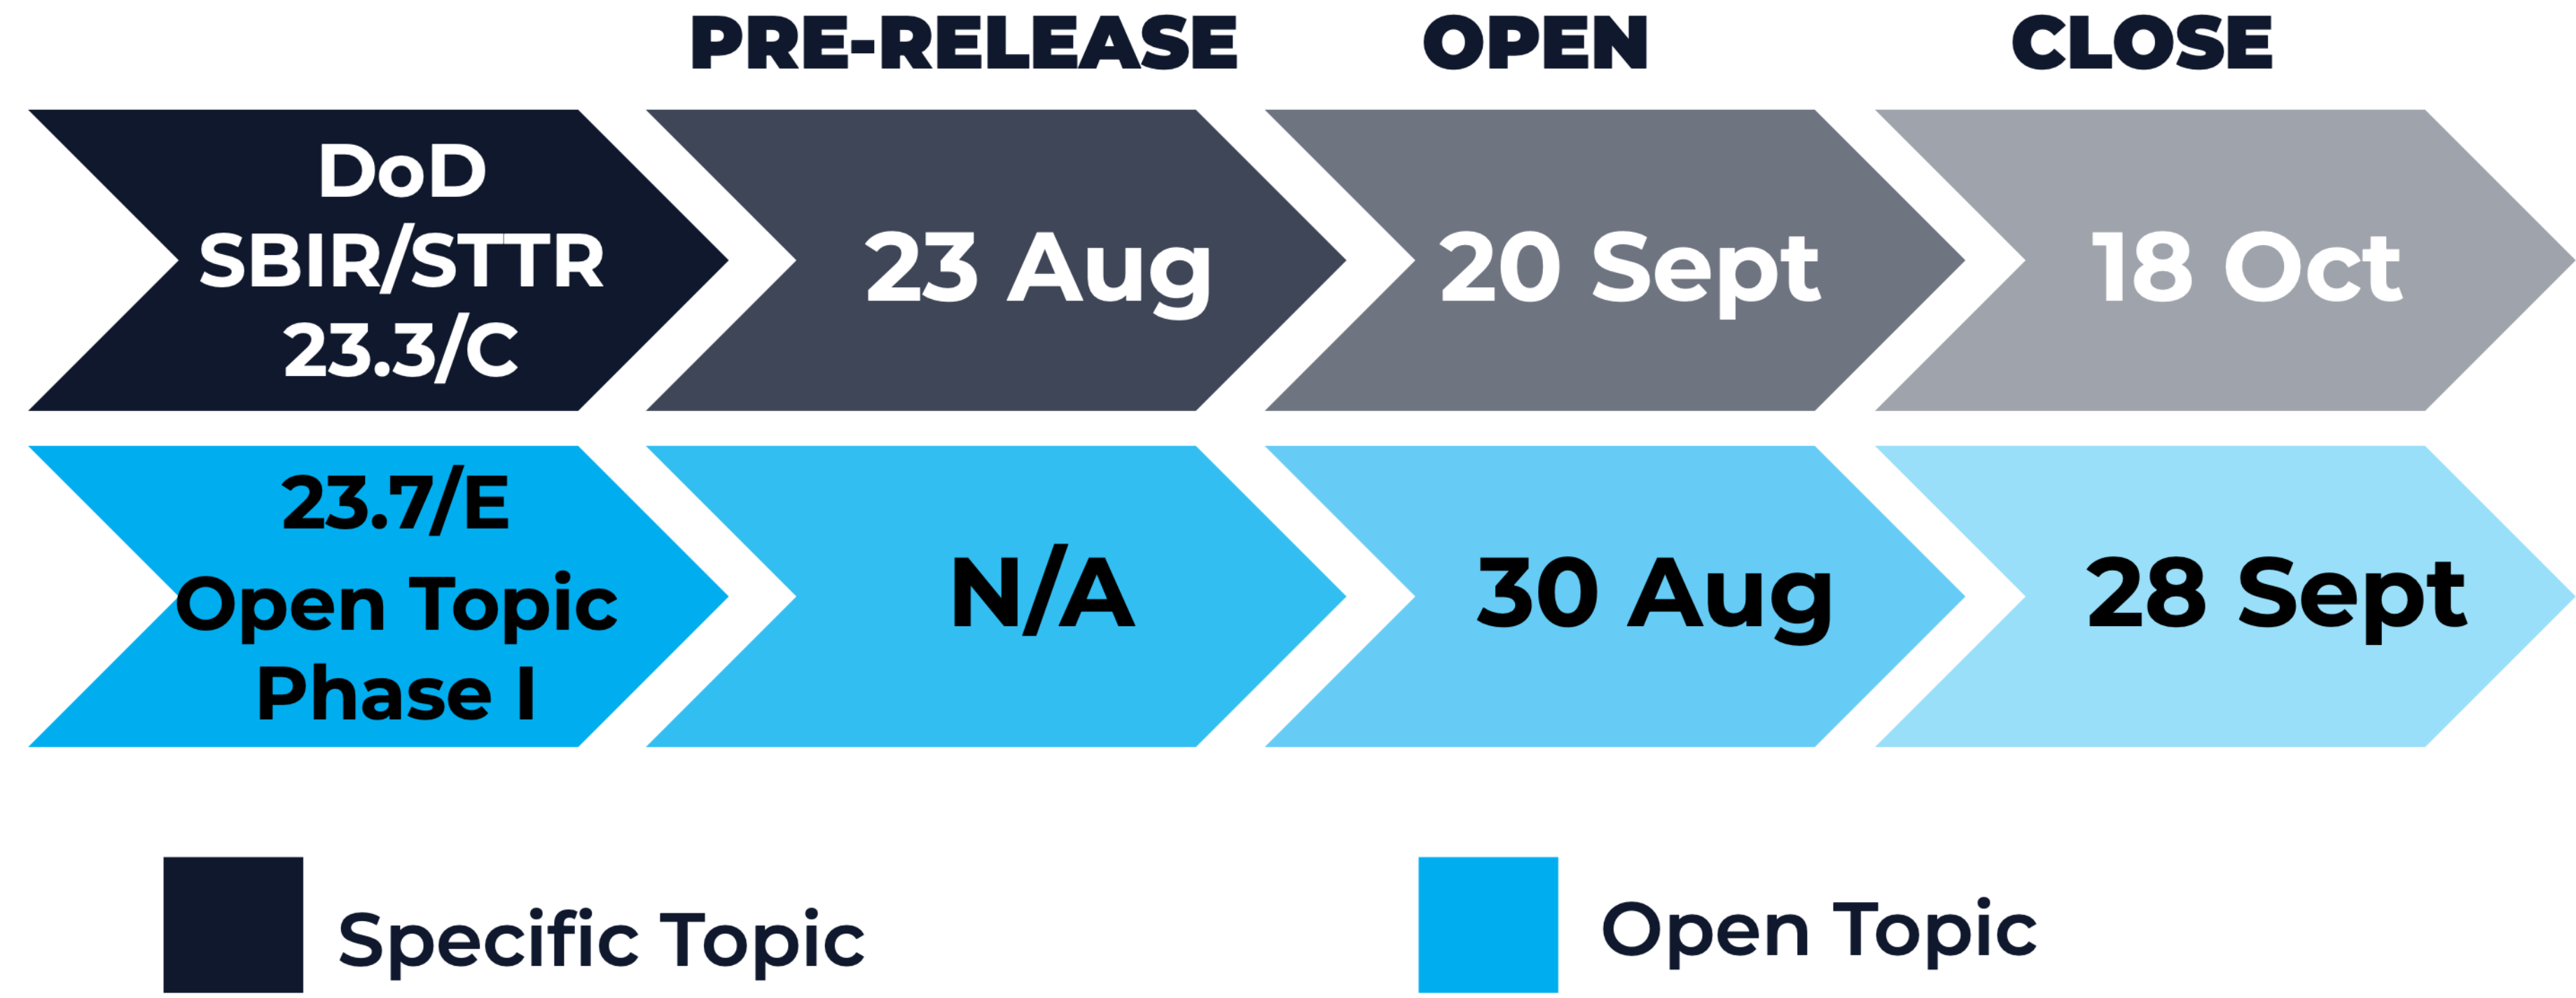 PRE-RELEASE OPEN CLOSE
DoD
SBIR/STTR
23.3/C
23 Aug
20 Sept
18 Oct
23.7/E
Open Topic
Phase I
N/A
30 Aug
28 Sept
Specific Topic
Open Topic